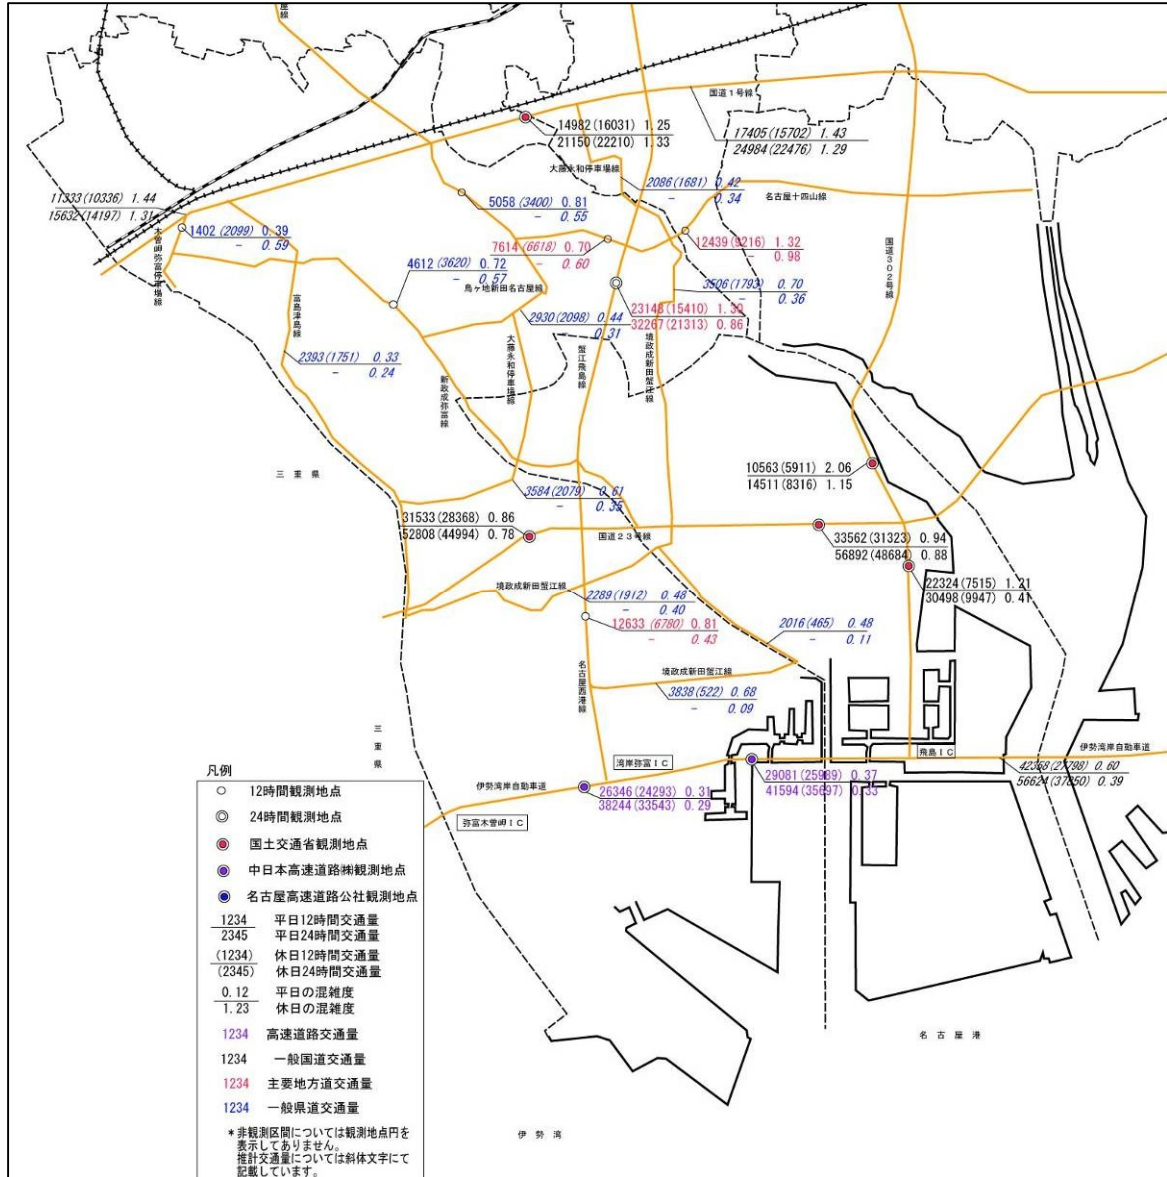 屋線
国道1号線
14982(16031) 1.25
21150(22210) 1.33
17405(15702) 1.43
24984(22476) 1.29
大藤永和停車場線
2086(1681) 0.42
- 0.34
名古屋十四山線
11333(10336) 1.44
15632(14197) 1.31
5058(3400) 0.81
- 0.55
1402(2099) 0.39
- 0.59
木曽岬弥富停車場線
7614(6618) 0.70
- 0.60
12439(9216) 1.32
- 0.98
国道302号線
4612(3620) 0.72
- 0.57
鳥ヶ地新田名古屋線
3506(1793) 0.70
- 0.36
23148(15410) 1.30
32267(21313) 0.86
富島津島線
2930(2098) 0.44
- 0.31
大藤永和停車場線
蟹江飛島線
境政成新田蟹江線
2393(1751) 0.33
- 0.24
新政成弥富線
三重県
10563(5911) 2.06
14511(8316) 1.15
3584(2079) 0.61
- 0.35
31533(28368) 0.86
52808(44994) 0.78
国道23号線
33562(31323) 0.94
56892(48684) 0.88
22324(7515) 1.21
30498(9947) 0.41
境政成新田蟹江線
2289(1912) 0.48
- 0.40
12633(6780) 0.81
- 0.43
2016(465) 0.48
- 0.11
名古屋西港線
境政成新田蟹江線
3838(522) 0.68
- 0.09
三重県
湾岸弥富IC
飛島IC
伊勢湾岸自動車道
42368(27798) 0.60
56624(37850) 0.39
29081(25989) 0.37
41594(35697) 0.33
伊勢湾岸自動車道
26346(24293) 0.31
38244(33543) 0.29
弥富木曽岬IC
凡例
12時間観測地点
24時間観測地点
国土交通省観測地点
中日本高速道路㈱観測地点
名古屋高速道路公社観測地点
1234 平日12時間交通量
2345 平日24時間交通量
(1234) 休日12時間交通量
(2345) 休日24時間交通量
0.12 平日の混雑度
1.23 休日の混雑度
1234 高速道路交通量
1234 一般国道交通量
1234 主要地方道交通量
1234 一般県道交通量
*非観測区間については観測地点円を
表示してありません。
推計交通量については斜体文字にて
記載しています。
名古屋港
伊勢湾